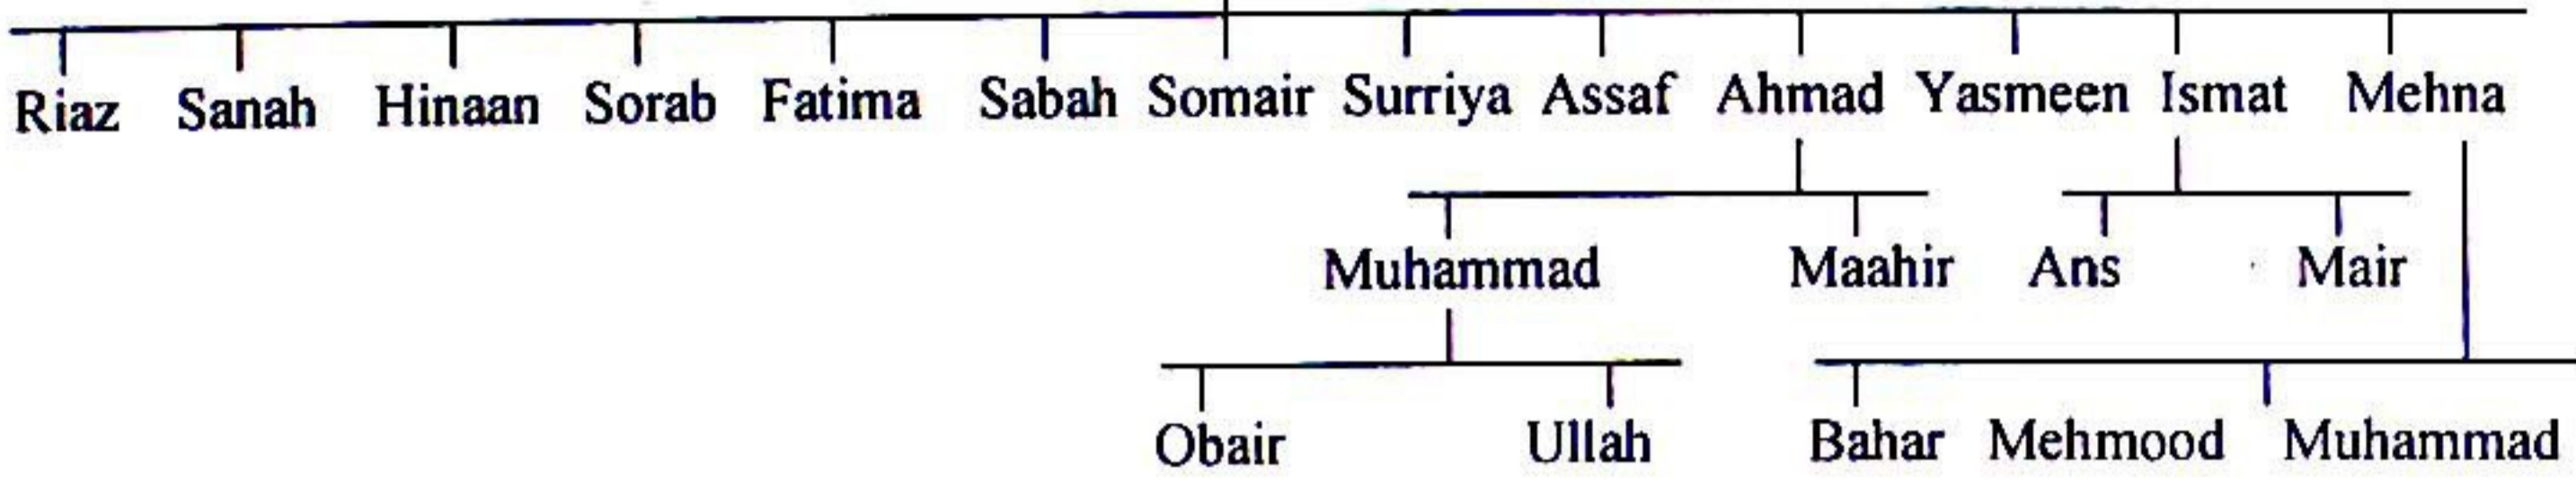 Riaz Sanah Hinaan Sorab Fatima Sabah Somair Surriya Assaf Ahmad Yasmeen Ismat Mehna
Muhammad Maahir Ans Mair
Obair Ullah Bahar Mehmood Muhammad